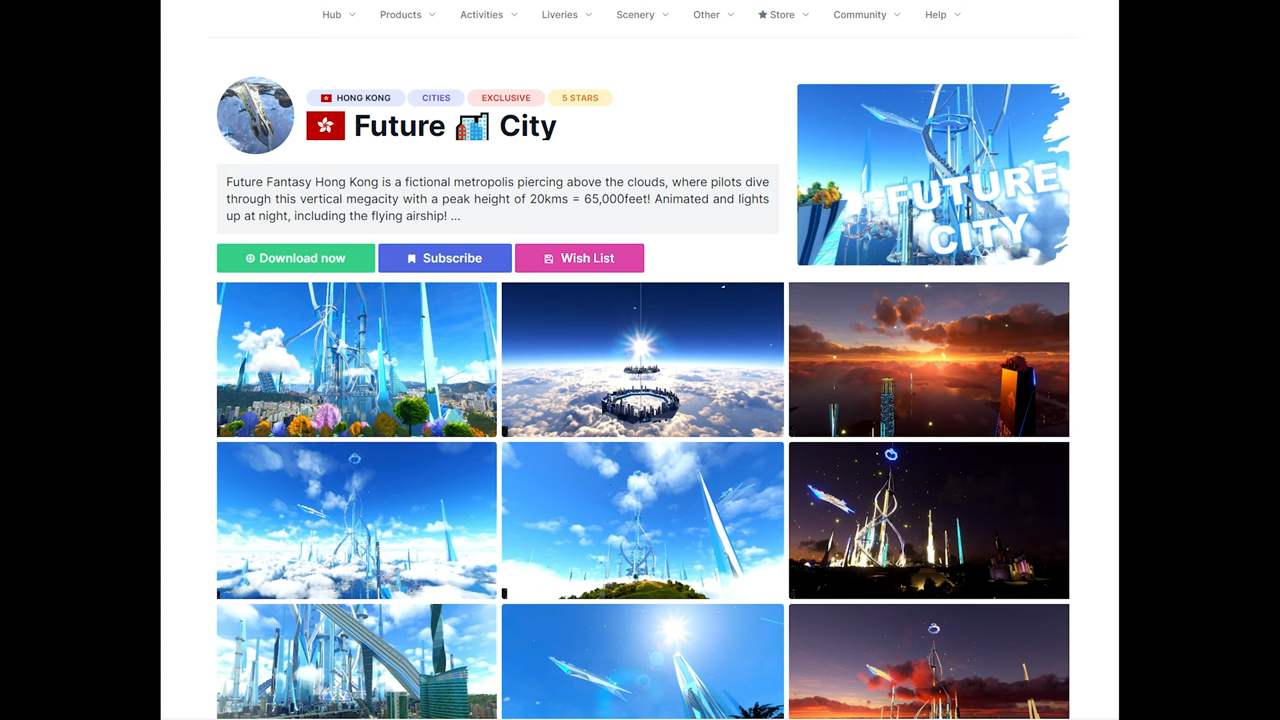 Hub Products Activities Liveries Scenery Other Store Community Help
HONG KONG CITIES EXCLUSIVE 5 STARS
Future City
Future Fantasy Hong Kong is a fictional metropolis piercing above the clouds, where pilots dive
through this vertical megacity with a peak height of 20kms = 65,000feet! Animated and lights
up at night, including the flying airship! ...
Download now Subscribe Wish List
FUTURE
CITY